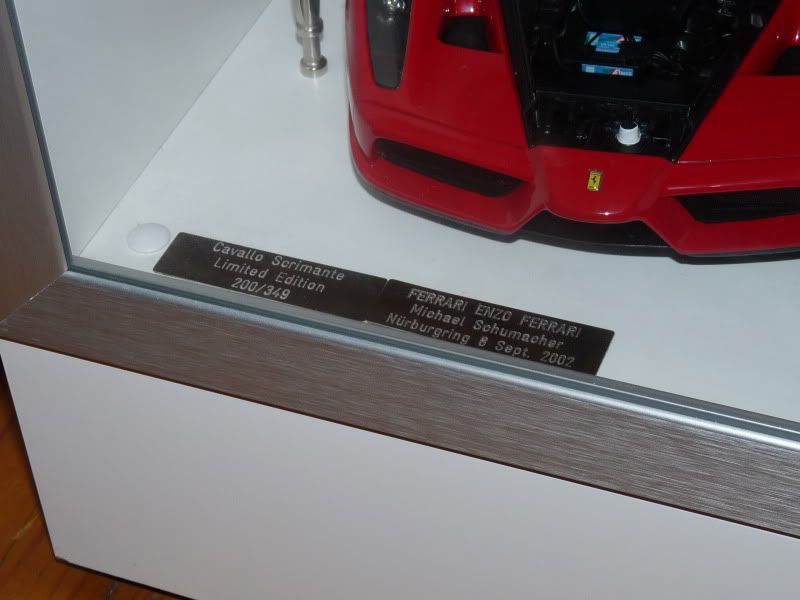 Cavallo Scrimante
Limited Edition
200/349
FERRARI ENZO FERRARI
Michael Schumacher
Nürburgring 8 Sept. 2002